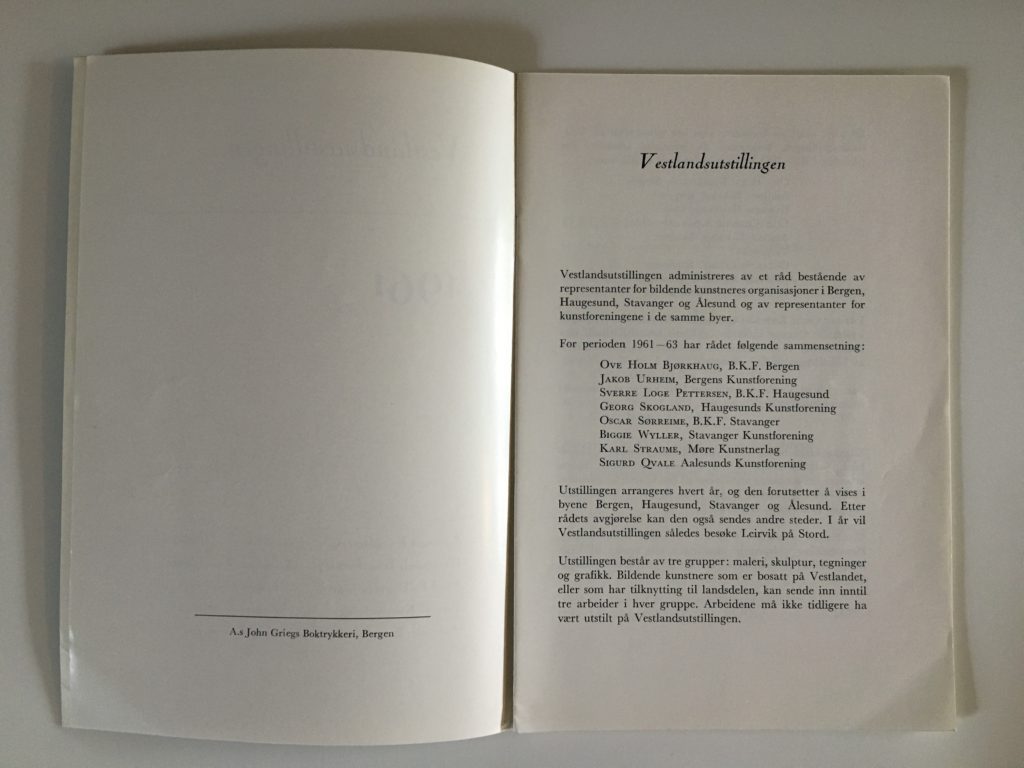 A.s John Griegs Boktrykkeri, Bergen
Vestlandsutstillingen
Vestlandsutstillingen administreres av et råd bestående av
representanter for bildende kunstneres organisasjoner i Bergen,
Haugesund, Stavanger og Ålesund og av representanter for
kunstforeningene i de samme byer.
For perioden 1961–63 har rådet følgende sammensetning:
OVE HOLM BJØRKHAUG, B.K.F. Bergen
JAKOB URHEIM, Bergens Kunstforening
SVERRE LOGE PETTERSEN, B.K.F. Haugesund
GEORG SKOGLAND, Haugesunds Kunstforening
OSCAR SØRREIME, B.K.F. Stavanger
BIGGIE WYLLER, Stavanger Kunstforening
KARL STRAUME, Møre Kunstnerlag
SIGURD QVALE Aalesunds Kunstforening
Utstillingen arrangeres hvert år, og den forutsetter å vises i
byene Bergen, Haugesund, Stavanger og Ålesund. Etter
rådets avgjørelse kan den også sendes andre steder. I år vil
Vestlandsutstillingen således besøke Leirvik på Stord.
Utstillingen består av tre grupper: maleri, skulptur, tegninger
og grafikk. Bildende kunstnere som er bosatt på Vestlandet,
eller som har tilknytting til landsdelen, kan sende inn inntil
tre arbeider i hver gruppe. Arbeidene må ikke tidligere ha
vært utstilt på Vestlandsutstillingen.